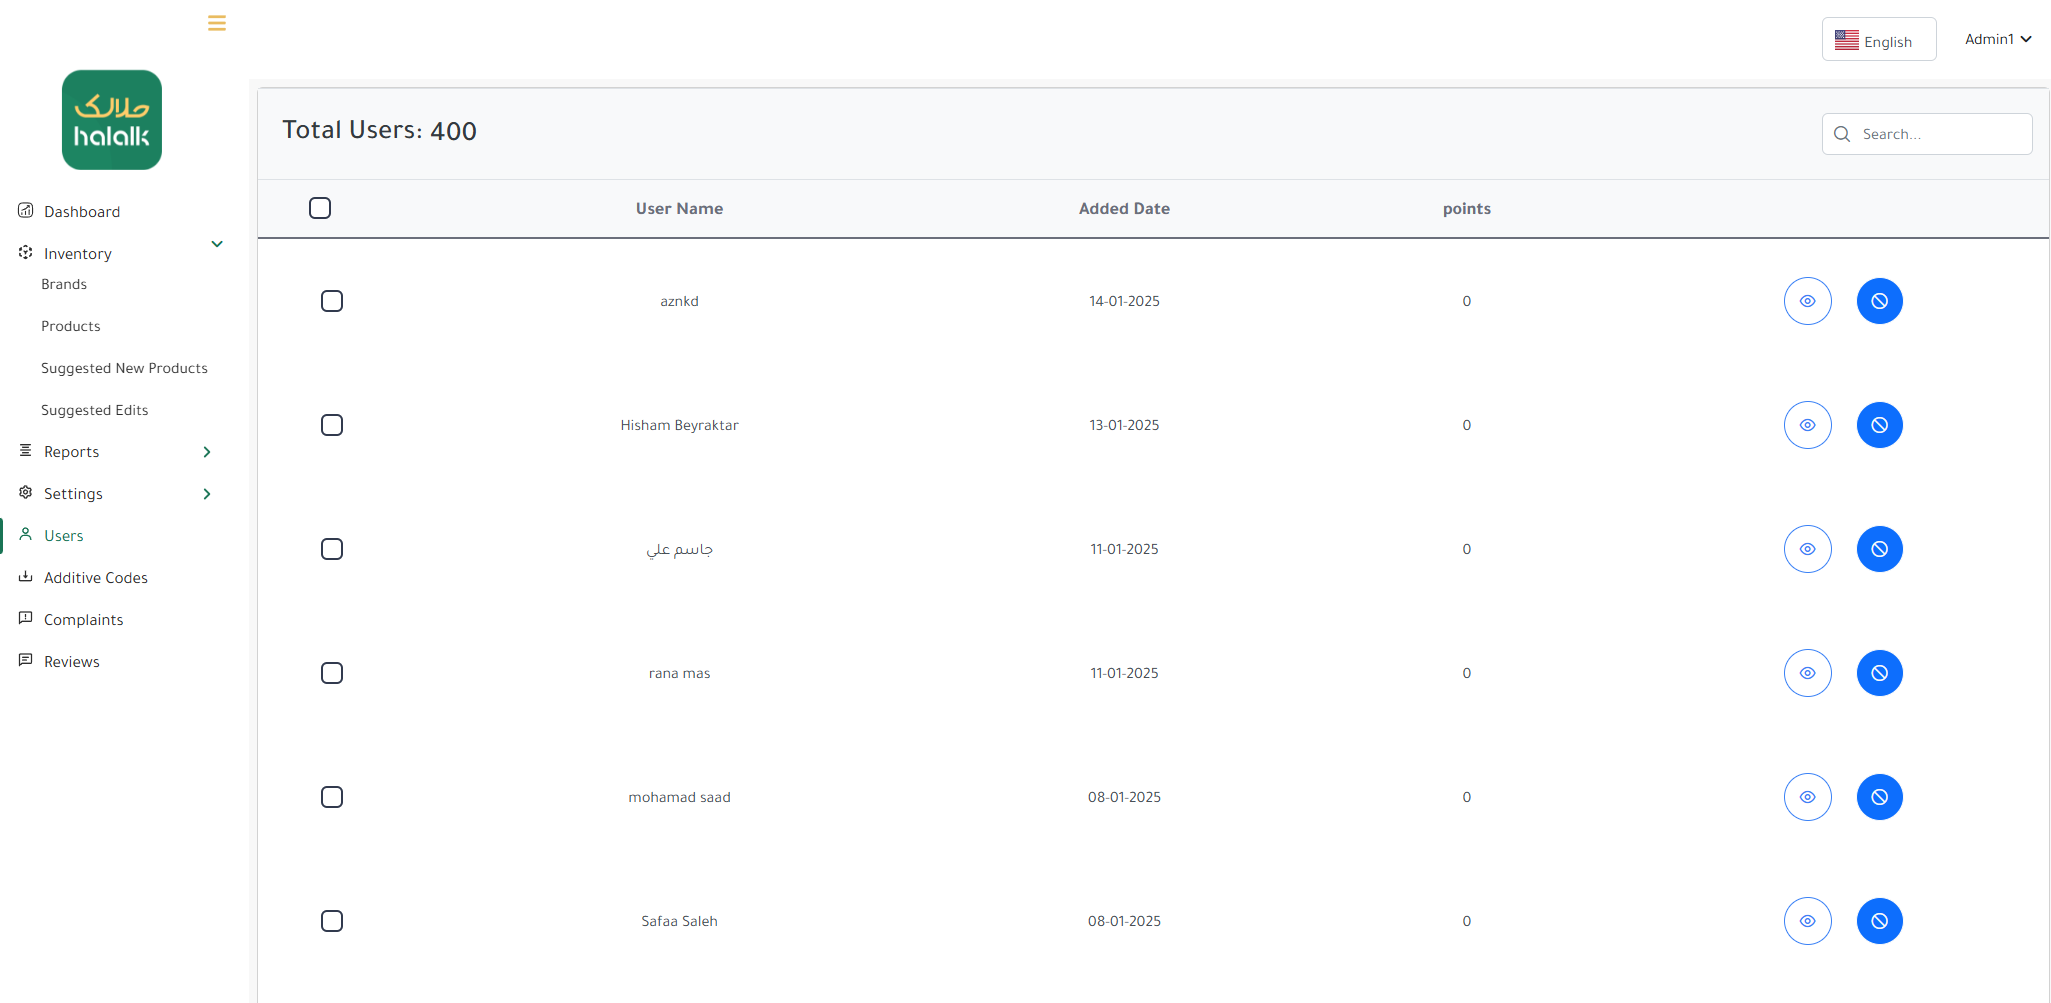 English
Admin1
حلالك
halalk
Dashboard
Inventory
Brands
Products
Suggested New Products
Suggested Edits
Reports
Settings
Users
Additive Codes
Complaints
Reviews
Total Users: 400
Search...
User Name Added Date points
aznkd 14-01-2025 0
Hisham Beyraktar 13-01-2025 0
جاسم علي 11-01-2025 0
rana mas 11-01-2025 0
mohamad saad 08-01-2025 0
Safaa Saleh 08-01-2025 0